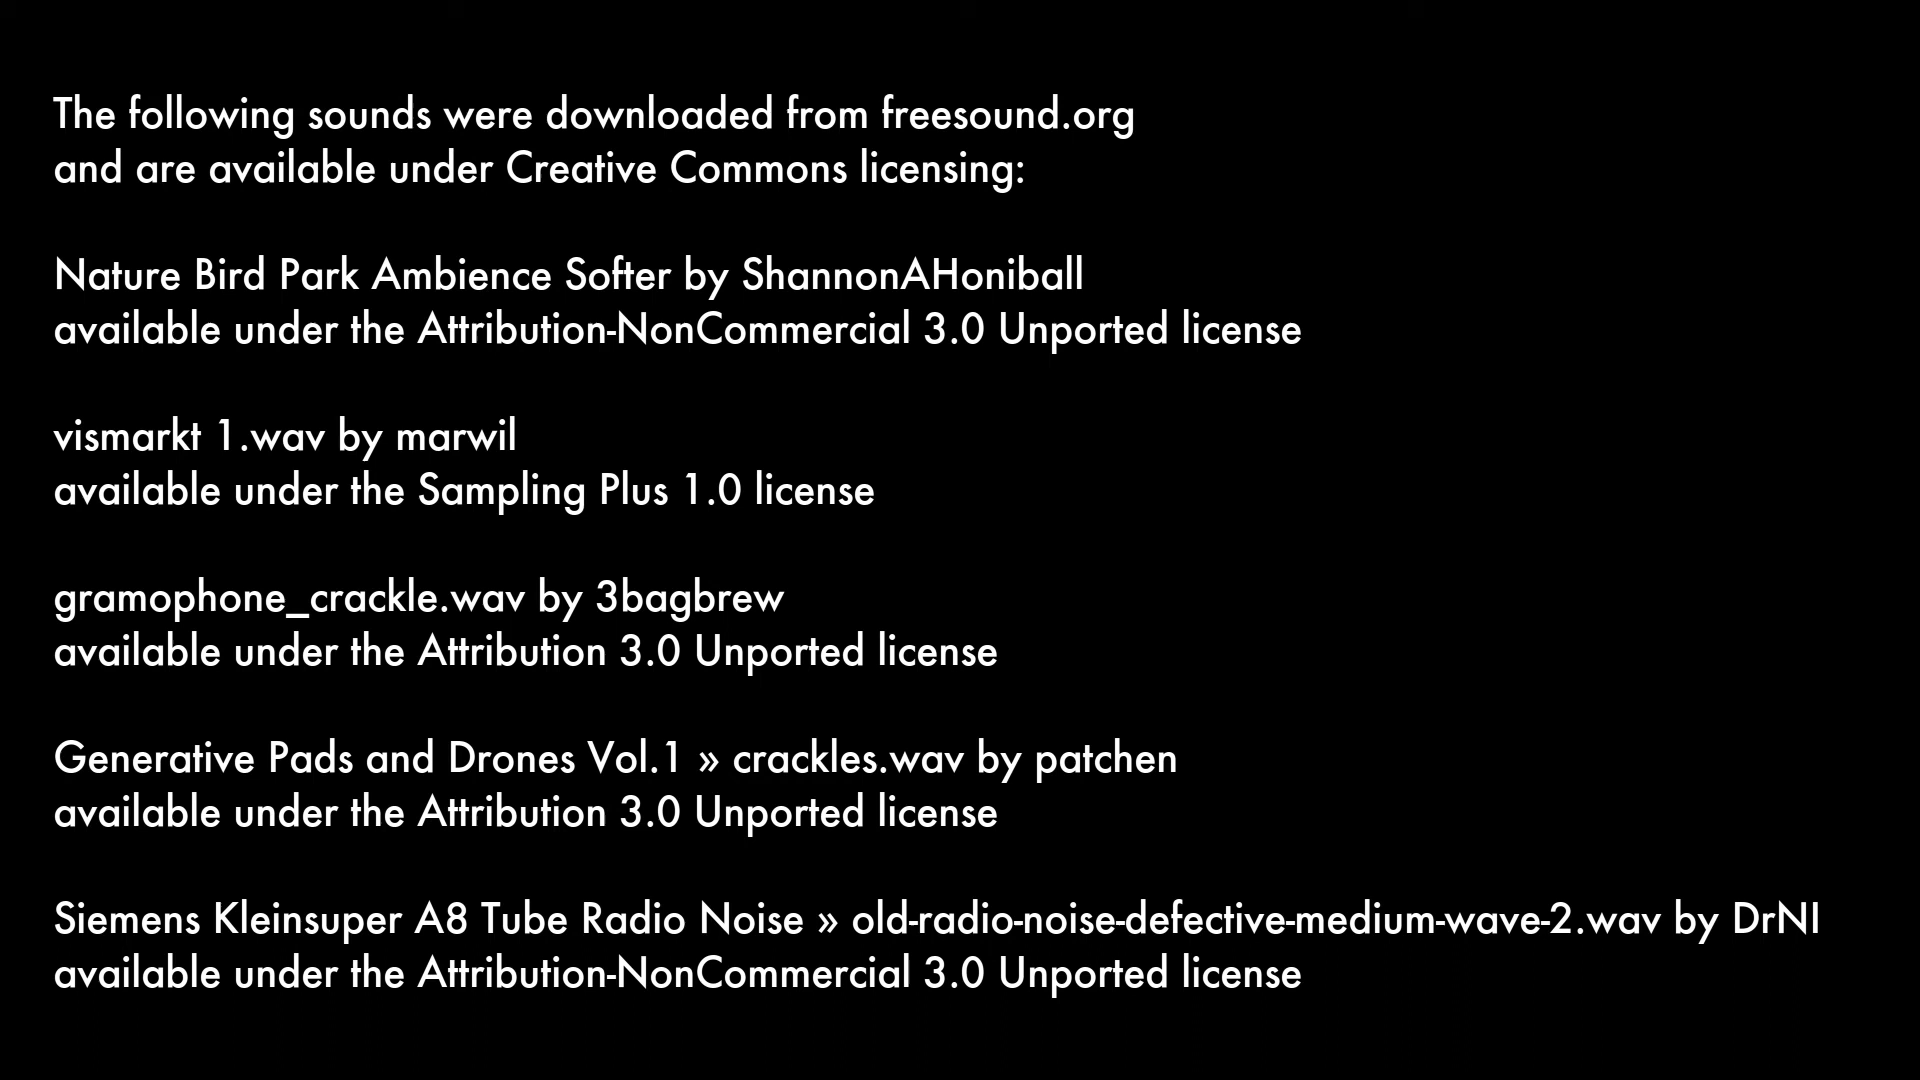 The following sounds were downloaded from freesound.org
and are available under Creative Commons licensing:
Nature Bird Park Ambience Softer by ShannonAHoniball
available under the Attribution-NonCommercial 3.0 Unported license
vismarkt 1.wav by marwil
available under the Sampling Plus 1.0 license
gramophone_crackle.wav by 3bagbrew
available under the Attribution 3.0 Unported license
Generative Pads and Drones Vol.1 » crackles.wav by patchen
available under the Attribution 3.0 Unported license
Siemens Kleinsuper A8 Tube Radio Noise » old-radio-noise-defective-medium-wave-2.wav by DrNI
available under the Attribution-NonCommercial 3.0 Unported license